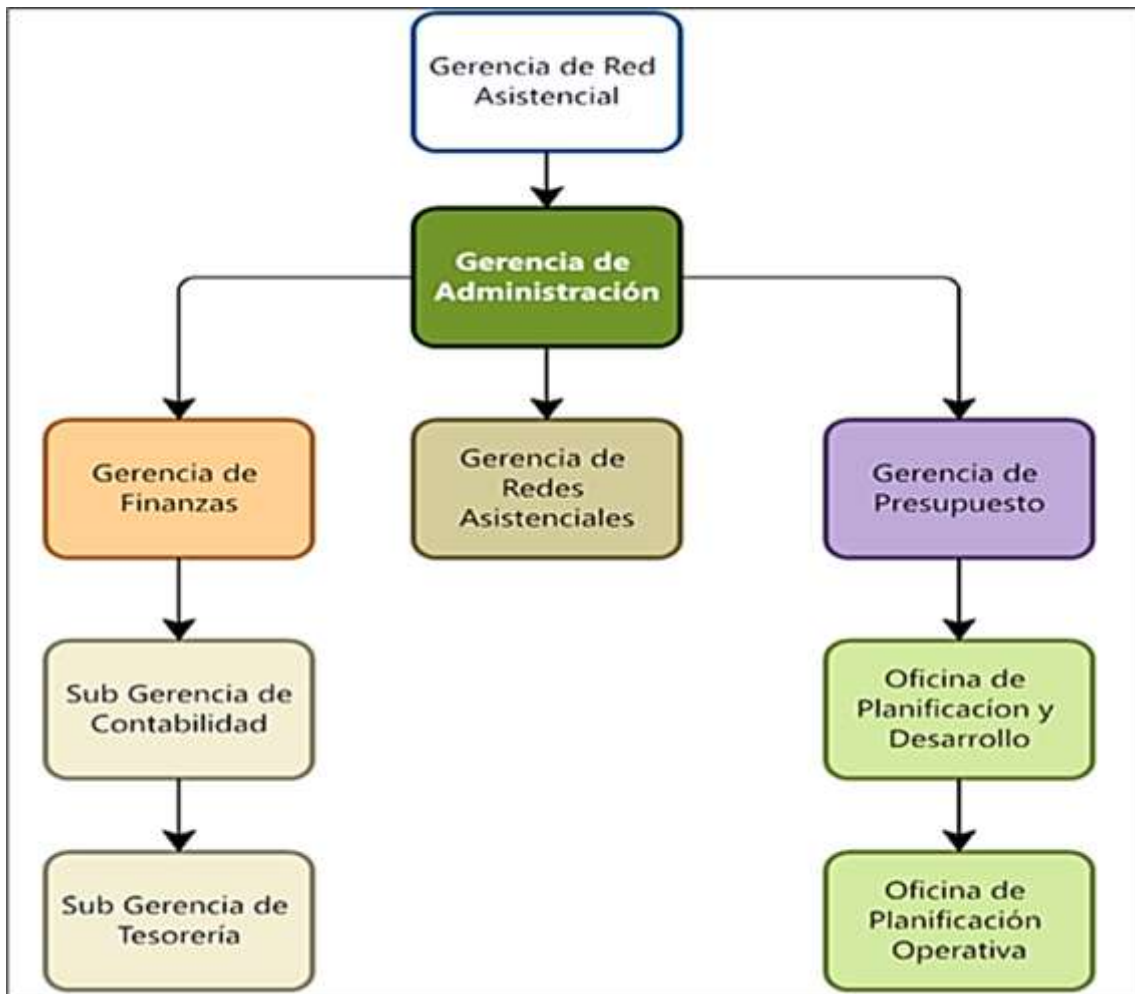 Gerencia de Red
Asistencial
Gerencia de
Administración
Gerencia de
Finanzas
Gerencia de
Redes
Asistenciales
Gerencia de
Presupuesto
Sub Gerencia de
Contabilidad
Oficina de
Planificacion y
Desarrollo
Sub Gerencia de
Tesorería
Oficina de
Planificación
Operativa